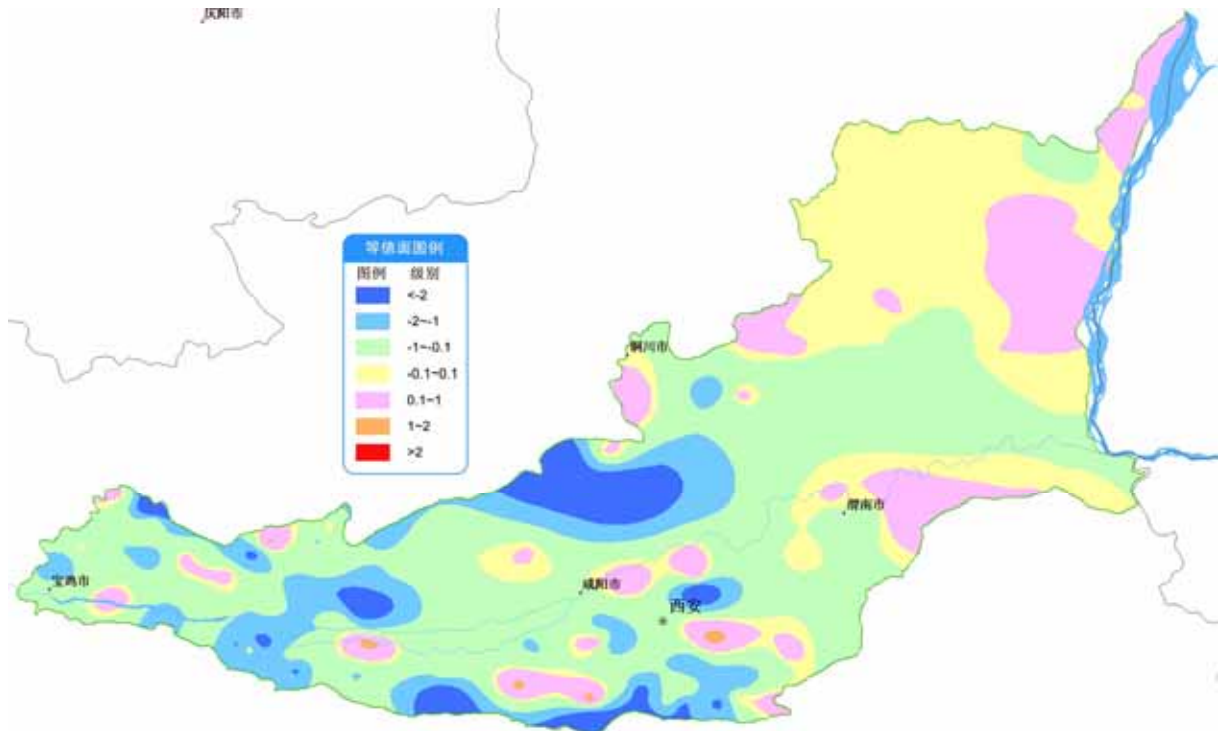 庆阳市
等值面图例
图例 级别
<-2
-2~-1
-1~-0.1
-0.1~0.1
0.1~1
1~2
>2
铜川市
渭南市
宝鸡市
咸阳市
西安